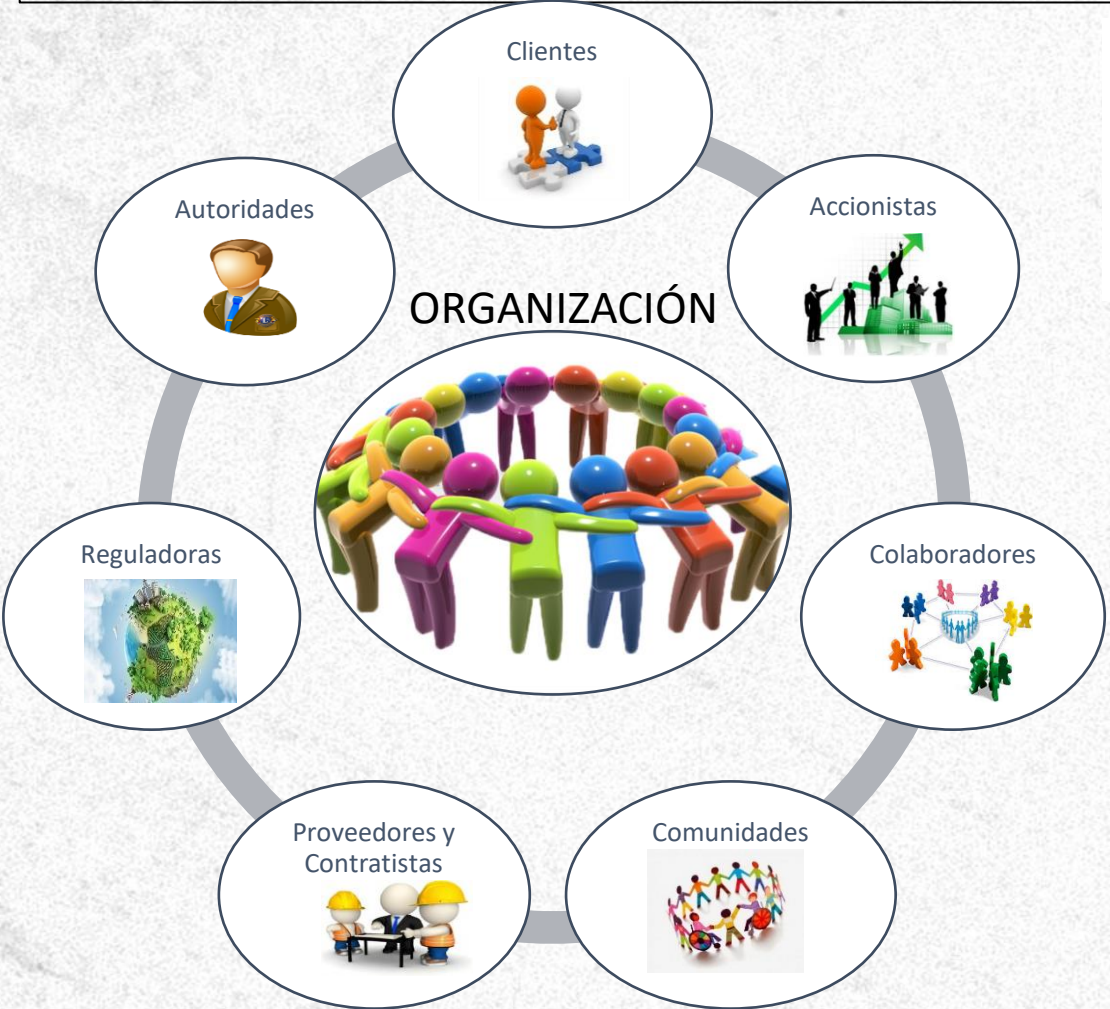 Clientes
Autoridades
Accionistas
ORGANIZACIÓN
Reguladoras
Colaboradores
Proveedores y
Contratistas
Comunidades